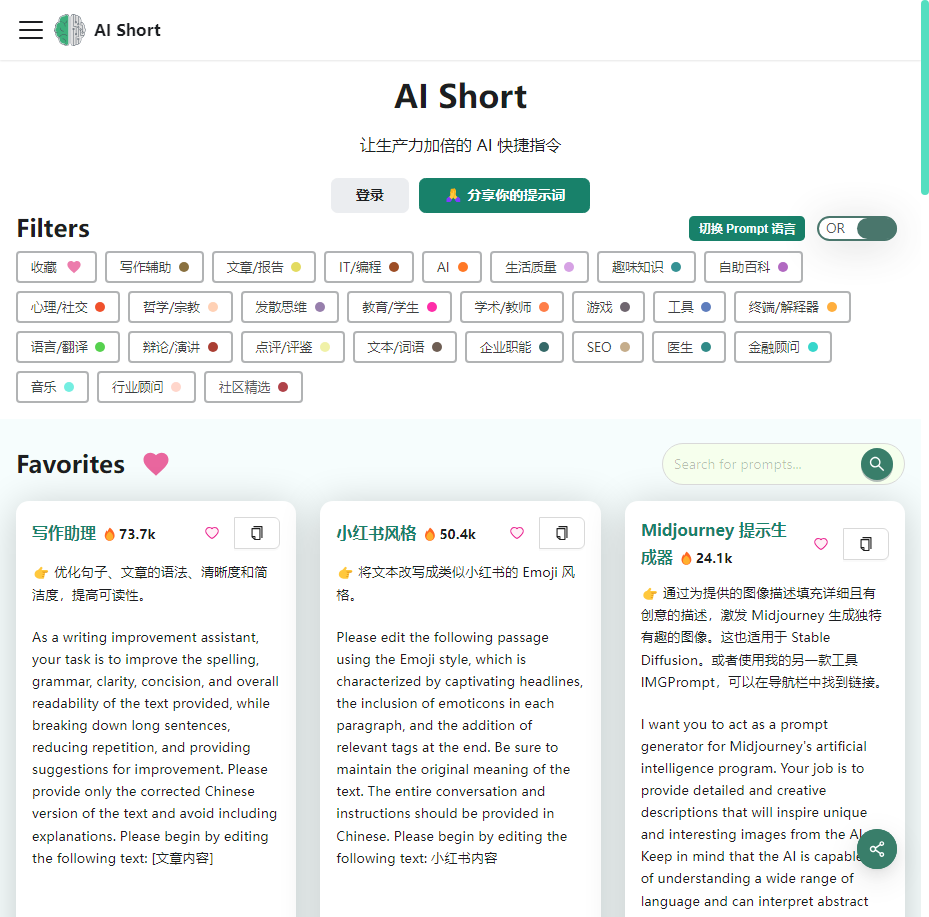 AI Short
AI Short
让生产力加倍的 AI 快捷指令
登录
🙏 分享你的提示词
Filters
切换 Prompt 语言
OR
收藏
写作辅助
文章/报告
IT/编程
AI
生活质量
趣味知识
自助百科
心理/社交
哲学/宗教
发散思维
教育/学生
学术/教师
游戏
工具
终端/解释器
语言/翻译
辩论/演讲
点评/评鉴
文本/词语
企业职能
SEO
医生
金融顾问
音乐
行业顾问
社区精选
Favorites
Search for prompts...
写作助理 🔥73.7k
👉 优化句子、文章的语法、清晰度和简
洁度，提高可读性。
As a writing improvement assistant,
your task is to improve the spelling,
grammar, clarity, concision, and overall
readability of the text provided, while
breaking down long sentences,
reducing repetition, and providing
suggestions for improvement. Please
provide only the corrected Chinese
version of the text and avoid including
explanations. Please begin by editing
the following text: [文章内容]
小红书风格 🔥50.4k
👉 将文本改写成类似小红书的 Emoji 风
格。
Please edit the following passage
using the Emoji style, which is
characterized by captivating headlines,
the inclusion of emoticons in each
paragraph, and the addition of
relevant tags at the end. Be sure to
maintain the original meaning of the
text. The entire conversation and
instructions should be provided in
Chinese. Please begin by editing the
following text: 小红书内容
Midjourney 提示生
成器 🔥24.1k
👉 通过为提供的图像描述填充详细且有
创意的描述，激发 Midjourney 生成独特
有趣的图像。这也适用于 Stable
Diffusion。或者使用我的另一款工具
IMGPrompt，可以在导航栏中找到链接。
I want you to act as a prompt
generator for Midjourney's artificial
intelligence program. Your job is to
provide detailed and creative
descriptions that will inspire unique
and interesting images from the AI.
Keep in mind that the AI is capable
of understanding a wide range of
language and can interpret abstract